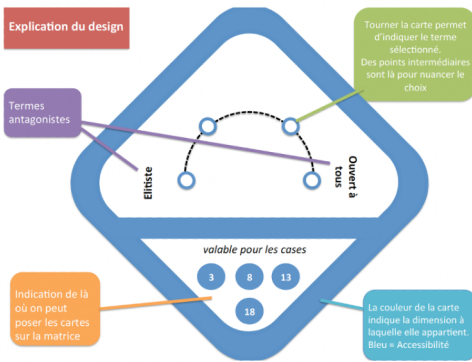 Explication du design
Tourner la carte permet
d'indiquer le terme
sélectionné.
Des points intermédiaires
sont là pour nuancer le
choix
Termes
antagonistes
Elitiste
Ouvert à
tous
valable pour les cases
3 8 13
18
Indication de là
où on peut
poser les cartes
sur la matrice
La couleur de la carte
indique la dimension à
laquelle elle appartient.
Bleu = Accessibilité